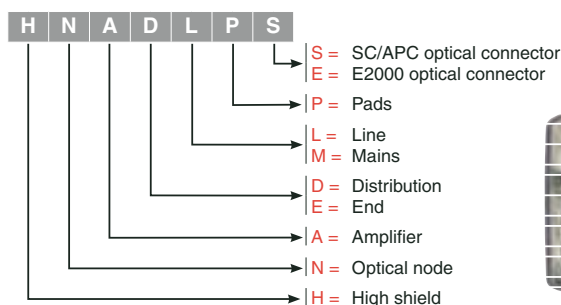 H N A D L P S
S = SC/APC optical connector
E = E2000 optical connector
P = Pads
L = Line
M = Mains
D = Distribution
E = End
A = Amplifier
N = Optical node
H = High shield